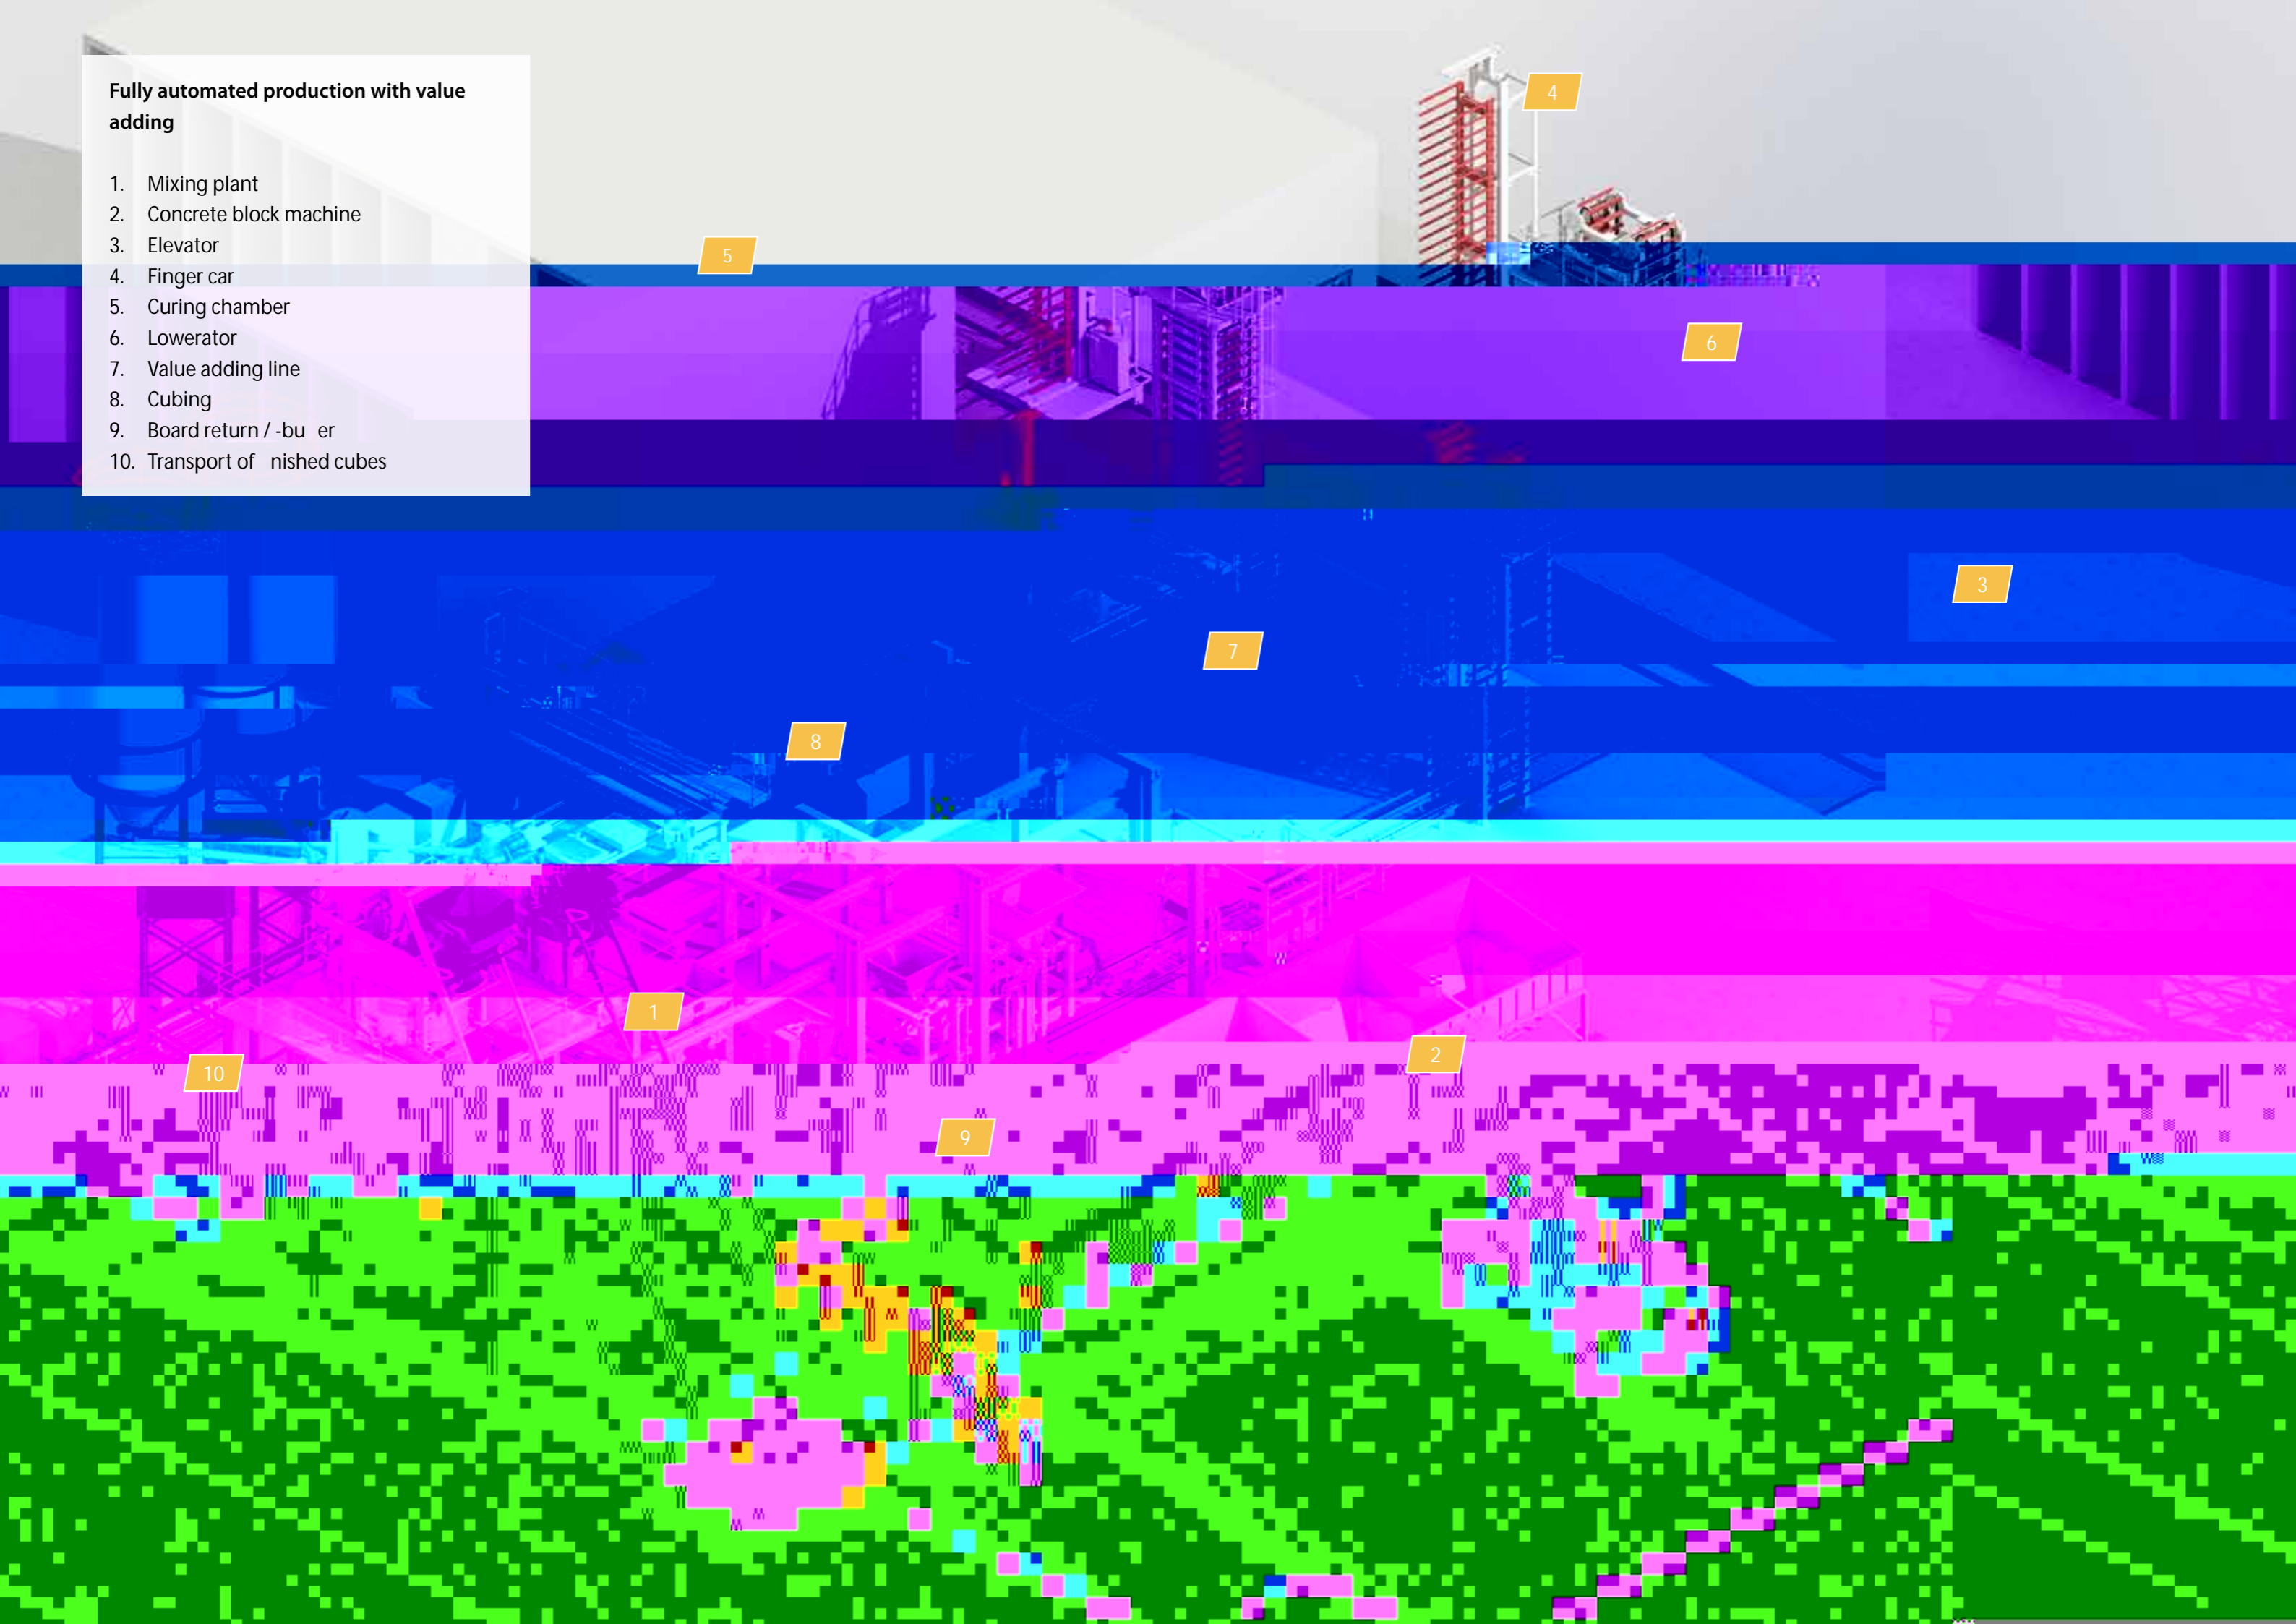 Fully automated production with value
adding
1. Mixing plant
2. Concrete block machine
3. Elevator
4. Finger car
5. Curing chamber
6. Lowerator
7. Value adding line
8. Cubing
9. Board return / -bu er
10. Transport of nished cubes
4
5
6
3
7
8
1
2
10
9